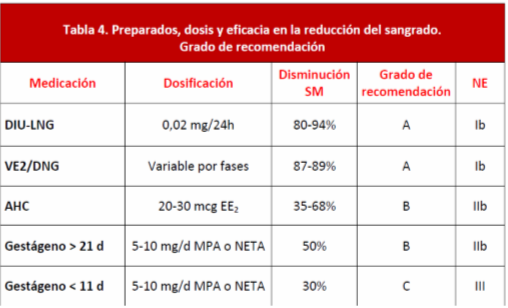 Tabla 4. Preparados, dosis y eficacia en la reducción del sangrado.
Grado de recomendación
Medicación Dosificación Disminución SM Grado de recomendación NE
DIU-LNG 0,02 mg/24h 80-94% A Ib
VE2/DNG Variable por fases 87-89% A Ib
AHC 20-30 mcg EE₂ 35-68% B IIb
Gestágeno > 21 d 5-10 mg/d MPA o NETA 50% B IIb
Gestágeno < 11 d 5-10 mg/d MPA o NETA 30% C III